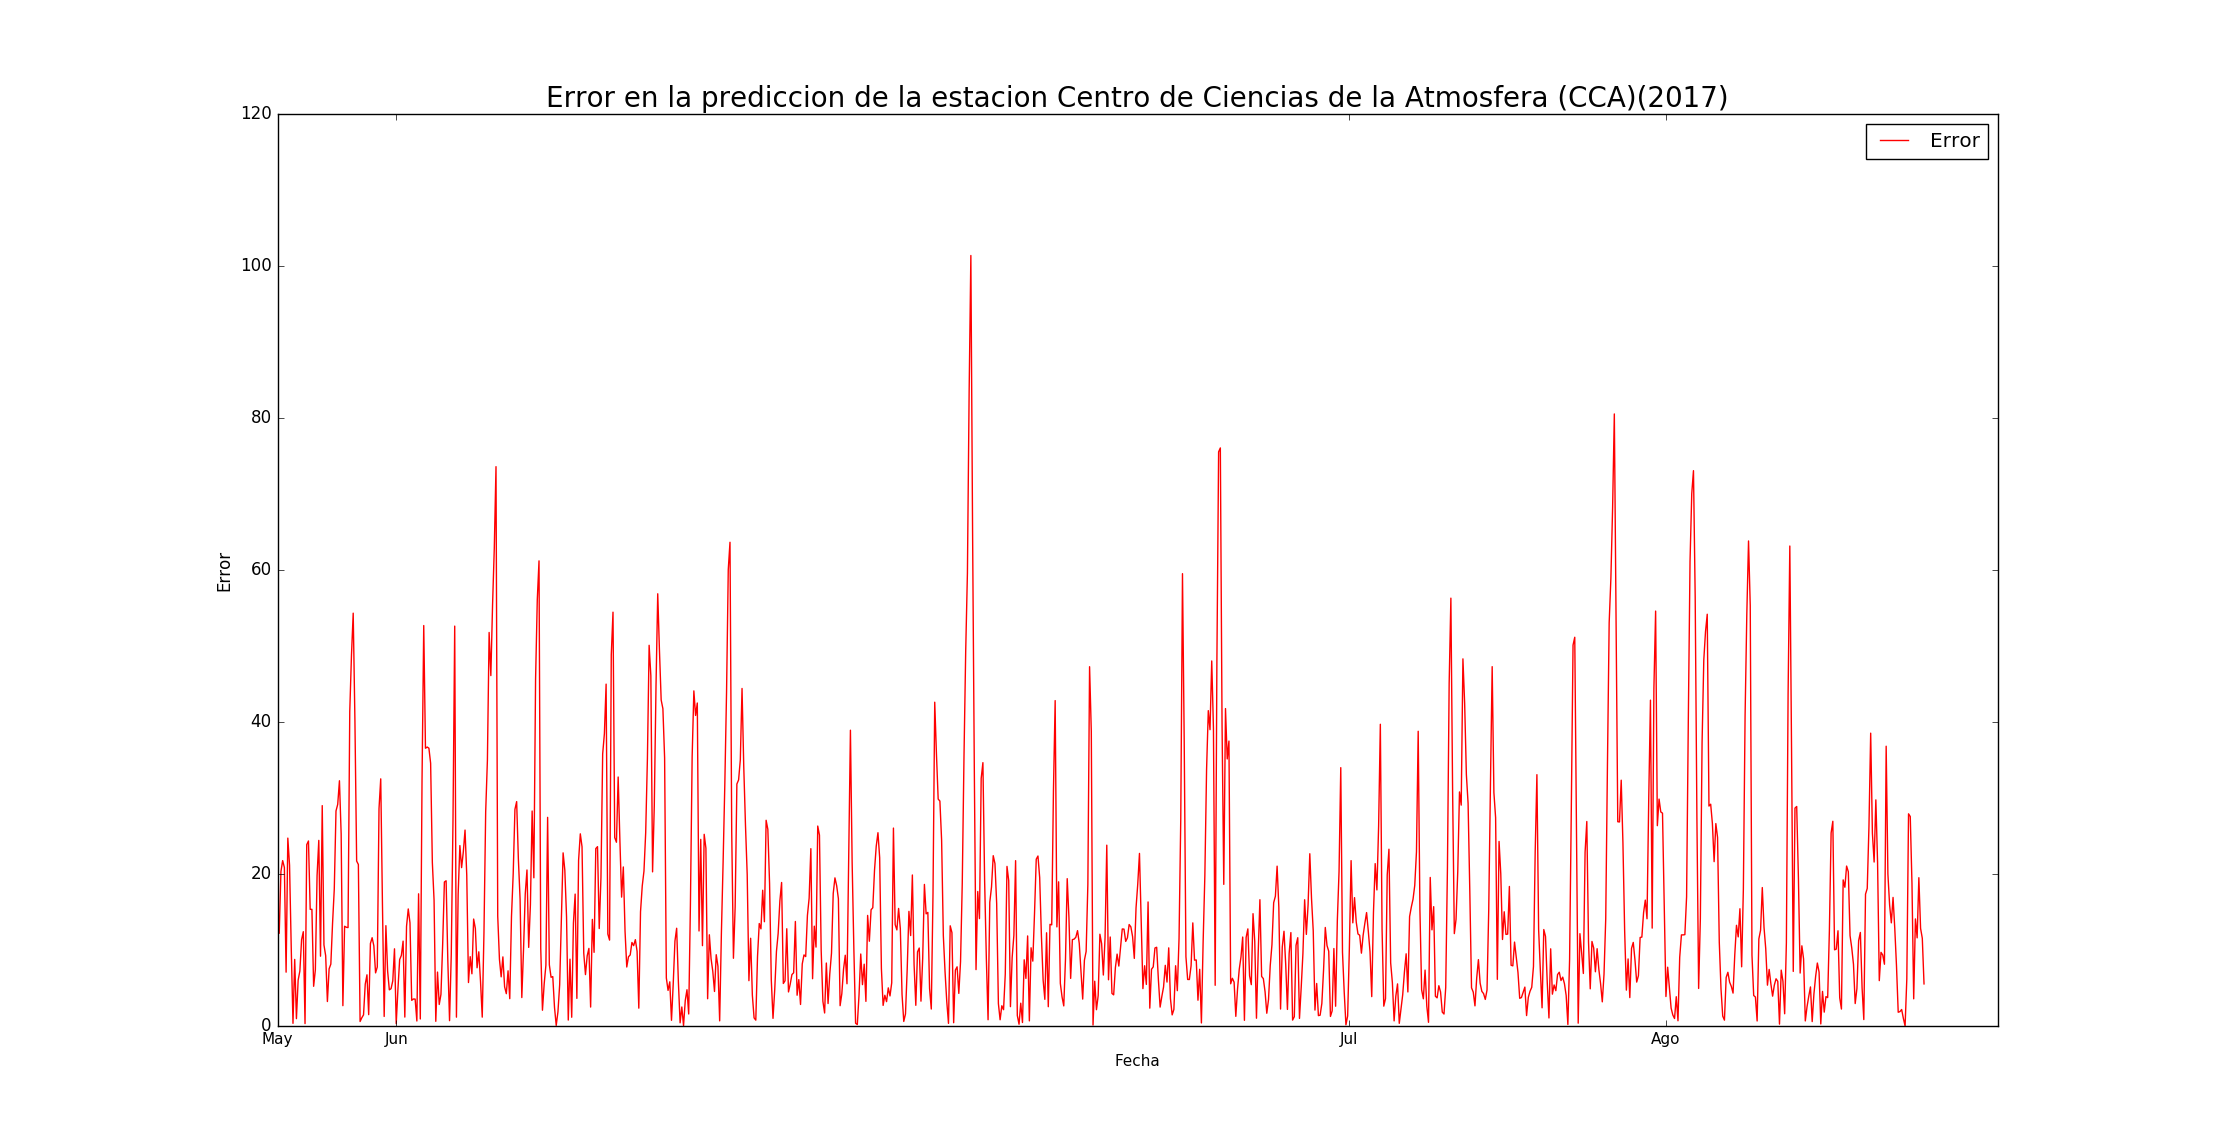 Error en la prediccion de la estacion Centro de Ciencias de la Atmosfera (CCA)(2017)
Error
120
100
80
60
40
20
0
Error
May
Jun
Jul
Ago
Fecha